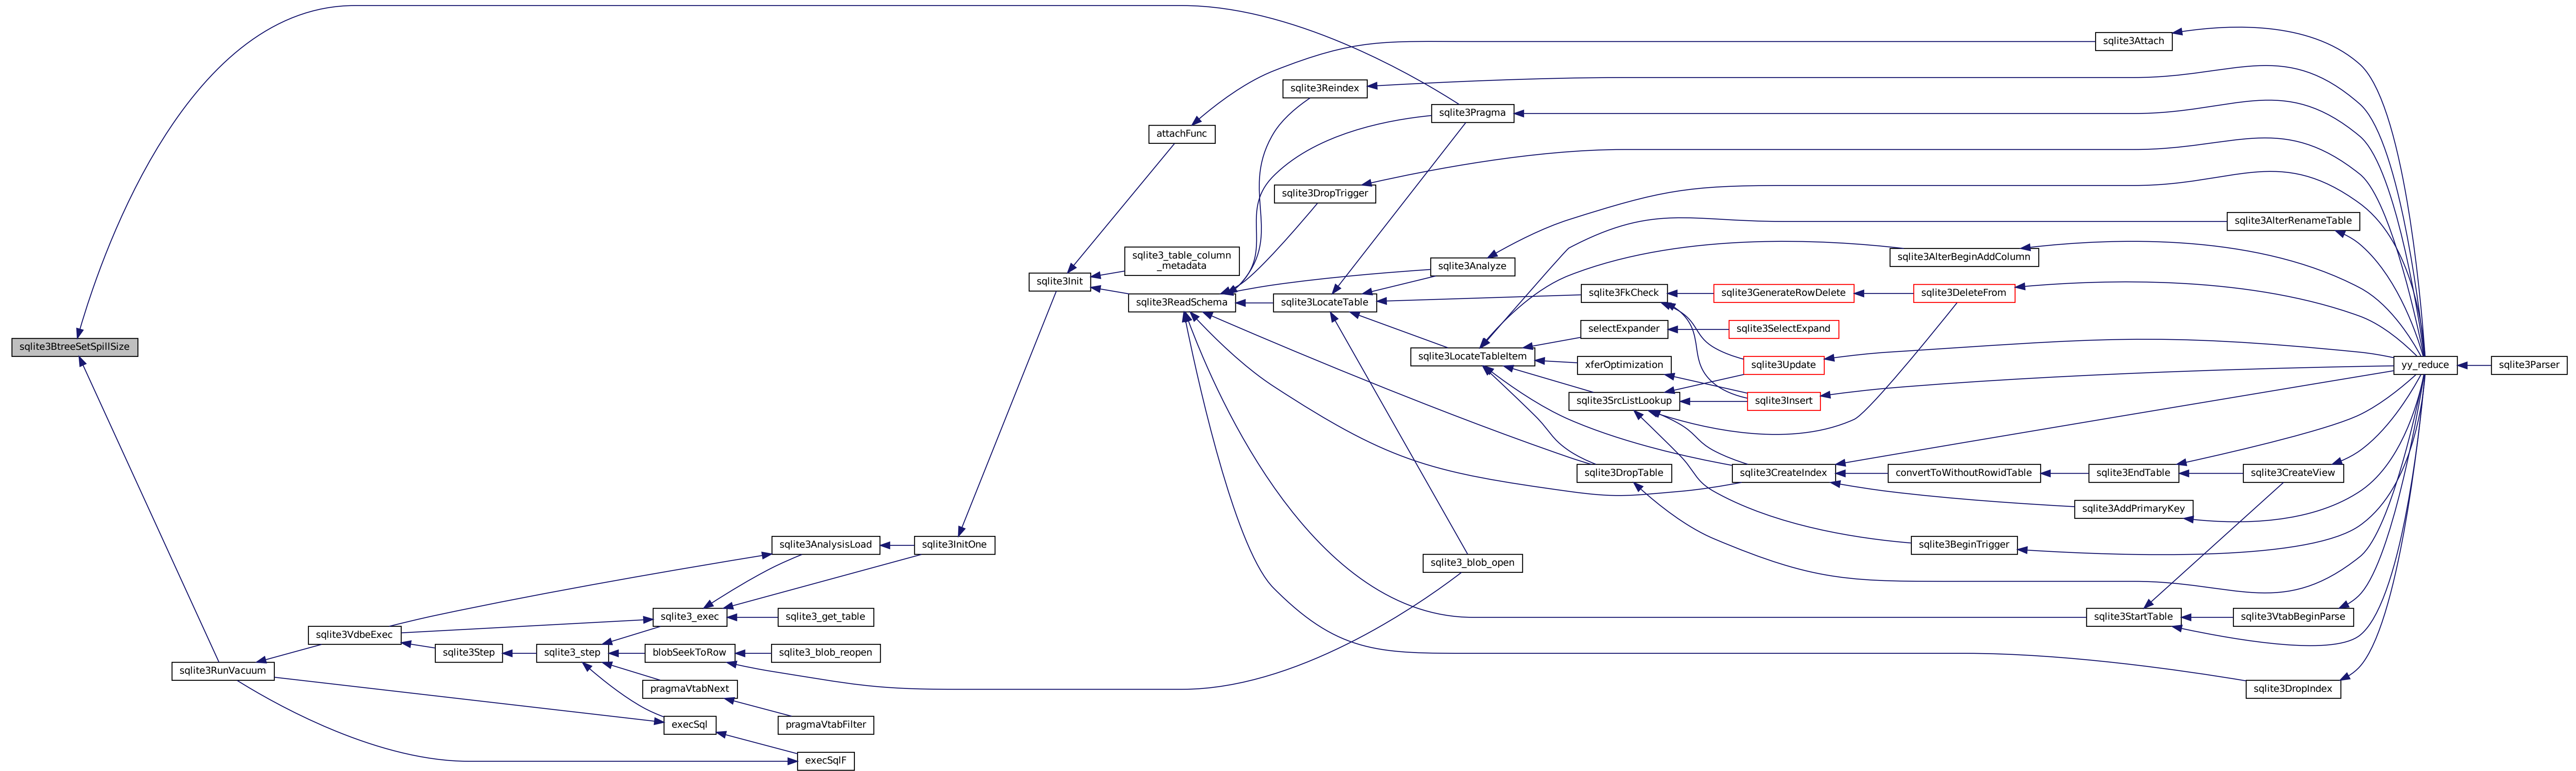 sqlite3Attach
sqlite3Reindex
sqlite3Pragma
attachFunc
sqlite3DropTrigger
sqlite3AlterRenameTable
sqlite3_table_column
_metadata
sqlite3AlterBeginAddColumn
sqlite3Analyze
sqlite3Init
sqlite3FkCheck
sqlite3GenerateRowDelete
sqlite3DeleteFrom
sqlite3ReadSchema
sqlite3LocateTable
selectExpander
sqlite3SelectExpand
sqlite3BtreeSetSpillSize
sqlite3LocateTableItem
xferOptimization
sqlite3Update
yy_reduce
sqlite3Parser
sqlite3SrcListLookup
sqlite3Insert
sqlite3DropTable
sqlite3CreateIndex
convertToWithoutRowidTable
sqlite3EndTable
sqlite3CreateView
sqlite3AddPrimaryKey
sqlite3AnalysisLoad
sqlite3InitOne
sqlite3BeginTrigger
sqlite3_blob_open
sqlite3_exec
sqlite3_get_table
sqlite3StartTable
sqlite3VtabBeginParse
sqlite3VdbeExec
sqlite3Step
sqlite3_step
blobSeekToRow
sqlite3_blob_reopen
sqlite3RunVacuum
pragmaVtabNext
sqlite3DropIndex
execSql
pragmaVtabFilter
execSqlF